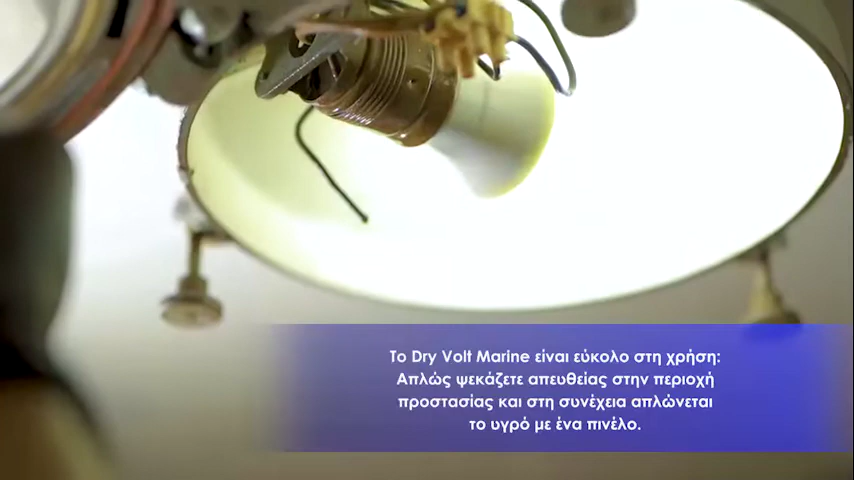 Το Dry Volt Marine είναι εύκολο στη χρήση:
Απλώς ψεκάζετε απευθείας στην περιοχή
προστασίας και στη συνέχεια απλώνεται
το υγρό με ένα πινέλο.